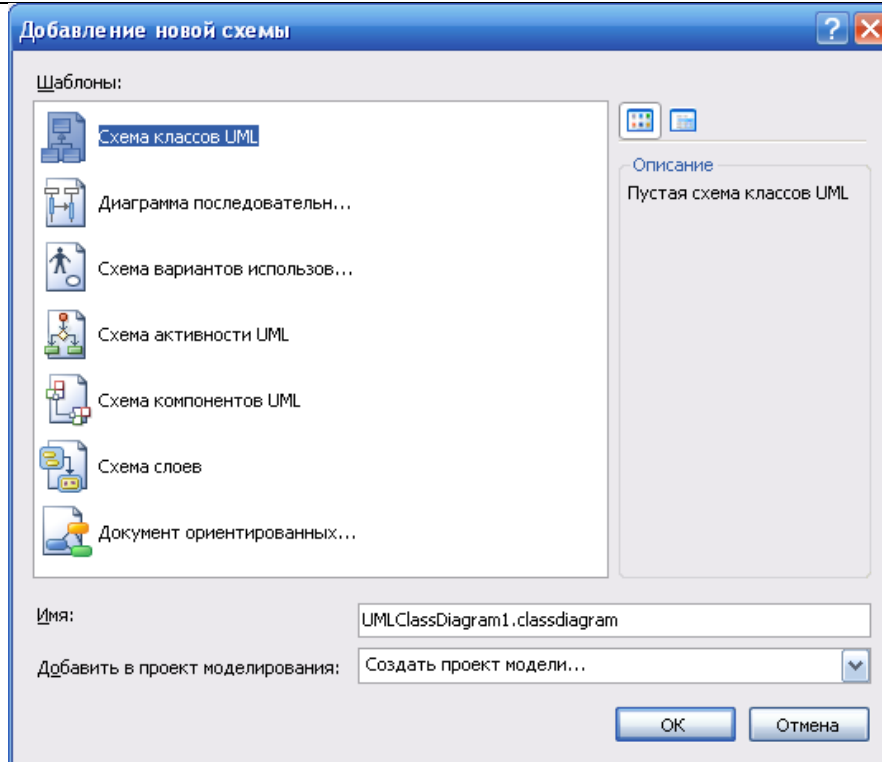 Добавление новой схемы
Шаблоны:
Схема классов UML
Диаграмма последовательн...
Схема вариантов использов...
Схема активности UML
Схема компонентов UML
Схема слоев
Документ ориентированных...
Описание
Пустая схема классов UML
Имя:
UMLClassDiagram1.classdiagram
Добавить в проект моделирования:
Создать проект модели...
ОК
Отмена